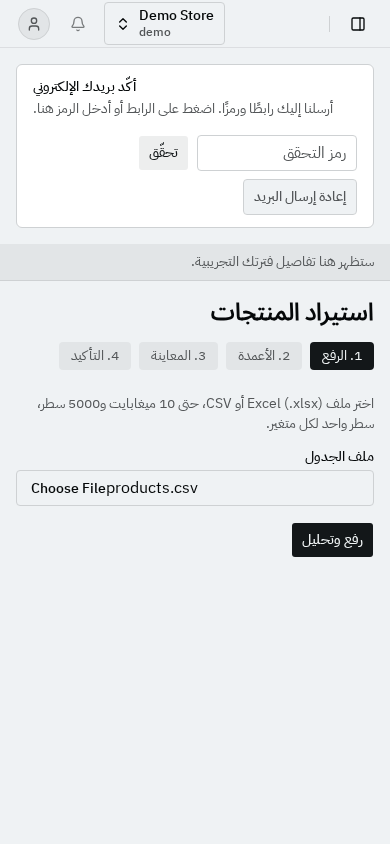 Demo Store
demo
أكّد بريدك الإلكتروني
أرسلنا إليك رابطًا ورمزًا. اضغط على الرابط أو أدخل الرمز هنا.
رمز التحقق
تحقّق
إعادة إرسال البريد
ستظهر هنا تفاصيل فترتك التجريبية.
استيراد المنتجات
1. الرفع
2. الأعمدة
3. المعاينة
4. التأكيد
اختر ملف Excel (.xlsx) أو CSV، حتى 10 ميغابايت و5000 سطر،
سطر واحد لكل متغير.
ملف الجدول
Choose File products.csv
رفع وتحليل